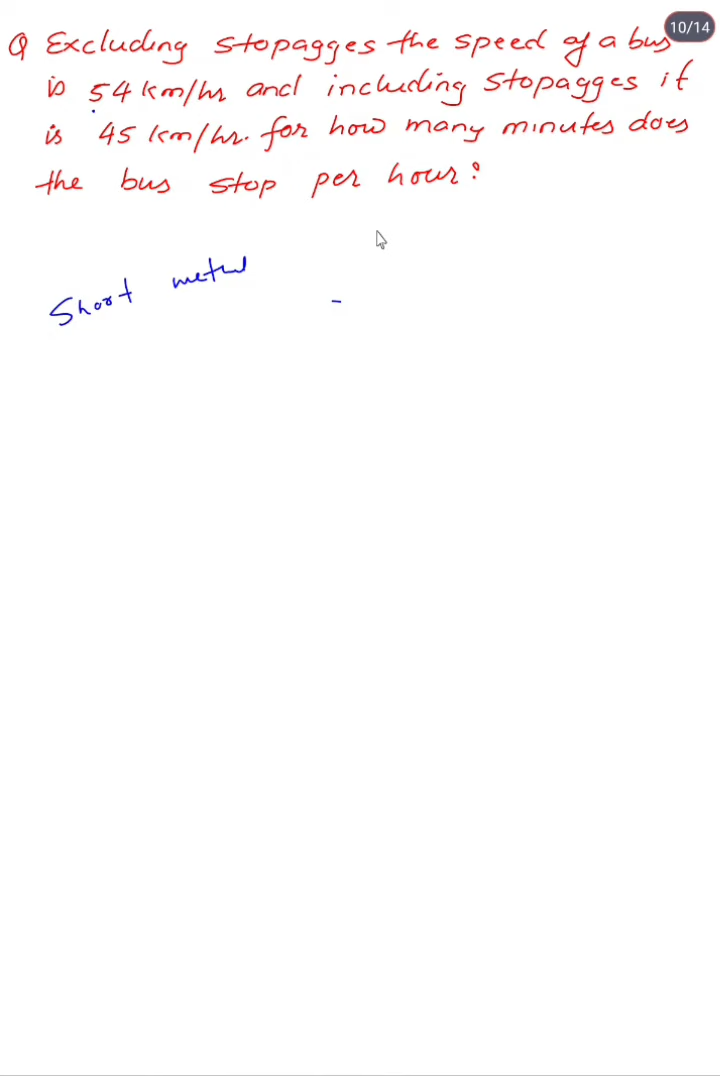 10/14
Q Excluding stopagges the speed of a bus
is 54 km/hr and including stopagges it
is 45 km/hr. for how many minutes does
the bus stop per hour?
Short method
-